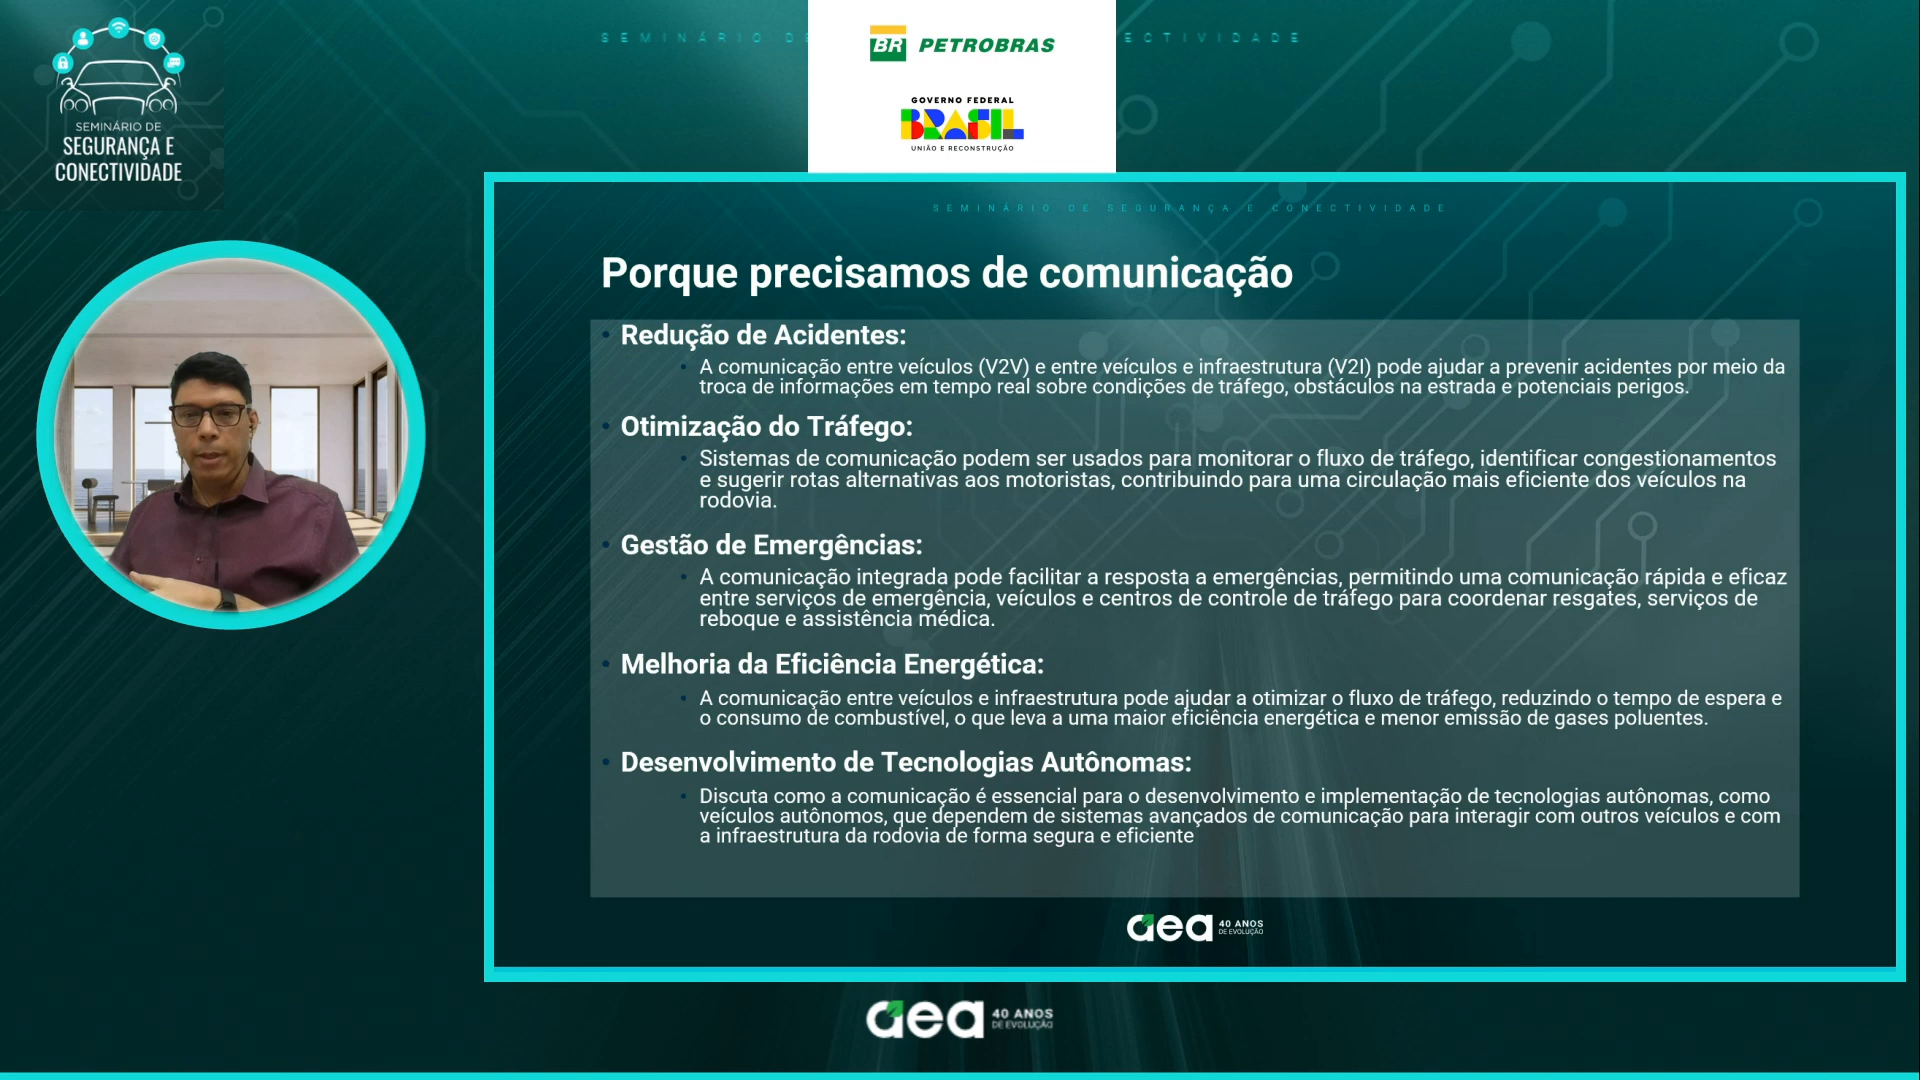 SEMINÁRIO DE
SEGURANÇA E
CONECTIVIDADE
SEMINÁRIO D
ECTIVIDADE
BR PETROBRAS
GOVERNO FEDERAL
BRASIL
UNIÃO E RECONSTRUÇÃO
SEMINÁRIO DE SEGURANÇA E CONECTIVIDADE
Porque precisamos de comunicação
• Redução de Acidentes:
• A comunicação entre veículos (V2V) e entre veículos e infraestrutura (V2I) pode ajudar a prevenir acidentes por meio da
troca de informações em tempo real sobre condições de tráfego, obstáculos na estrada e potenciais perigos.
• Otimização do Tráfego:
• Sistemas de comunicação podem ser usados para monitorar o fluxo de tráfego, identificar congestionamentos
e sugerir rotas alternativas aos motoristas, contribuindo para uma circulação mais eficiente dos veículos na
rodovia.
• Gestão de Emergências:
• A comunicação integrada pode facilitar a resposta a emergências, permitindo uma comunicação rápida e eficaz
entre serviços de emergência, veículos e centros de controle de tráfego para coordenar resgates, serviços de
reboque e assistência médica.
• Melhoria da Eficiência Energética:
• A comunicação entre veículos e infraestrutura pode ajudar a otimizar o fluxo de tráfego, reduzindo o tempo de espera e
o consumo de combustível, o que leva a uma maior eficiência energética e menor emissão de gases poluentes.
• Desenvolvimento de Tecnologias Autônomas:
• Discuta como a comunicação é essencial para o desenvolvimento e implementação de tecnologias autônomas, como
veículos autônomos, que dependem de sistemas avançados de comunicação para interagir com outros veículos e com
a infraestrutura da rodovia de forma segura e eficiente
aea 40 ANOS
DE EVOLUÇÃO
aea 40 ANOS
DE EVOLUÇÃO